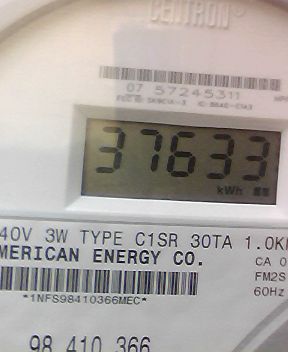 CENTRON®
07 57245311
37633
kWh
40V 3W TYPE C1SR 30TA 1.0K
MERICAN ENERGY CO.
CA 0
FM2S
60Hz
*1NFS98410366MEC*
98 410 366